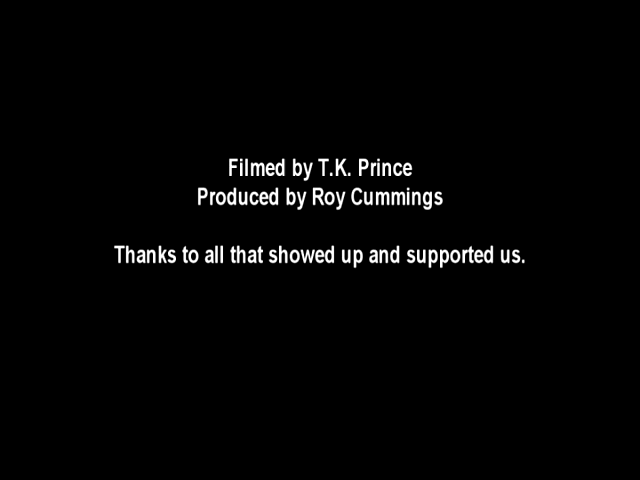 Filmed by T.K. Prince
Produced by Roy Cummings
Thanks to all that showed up and supported us.